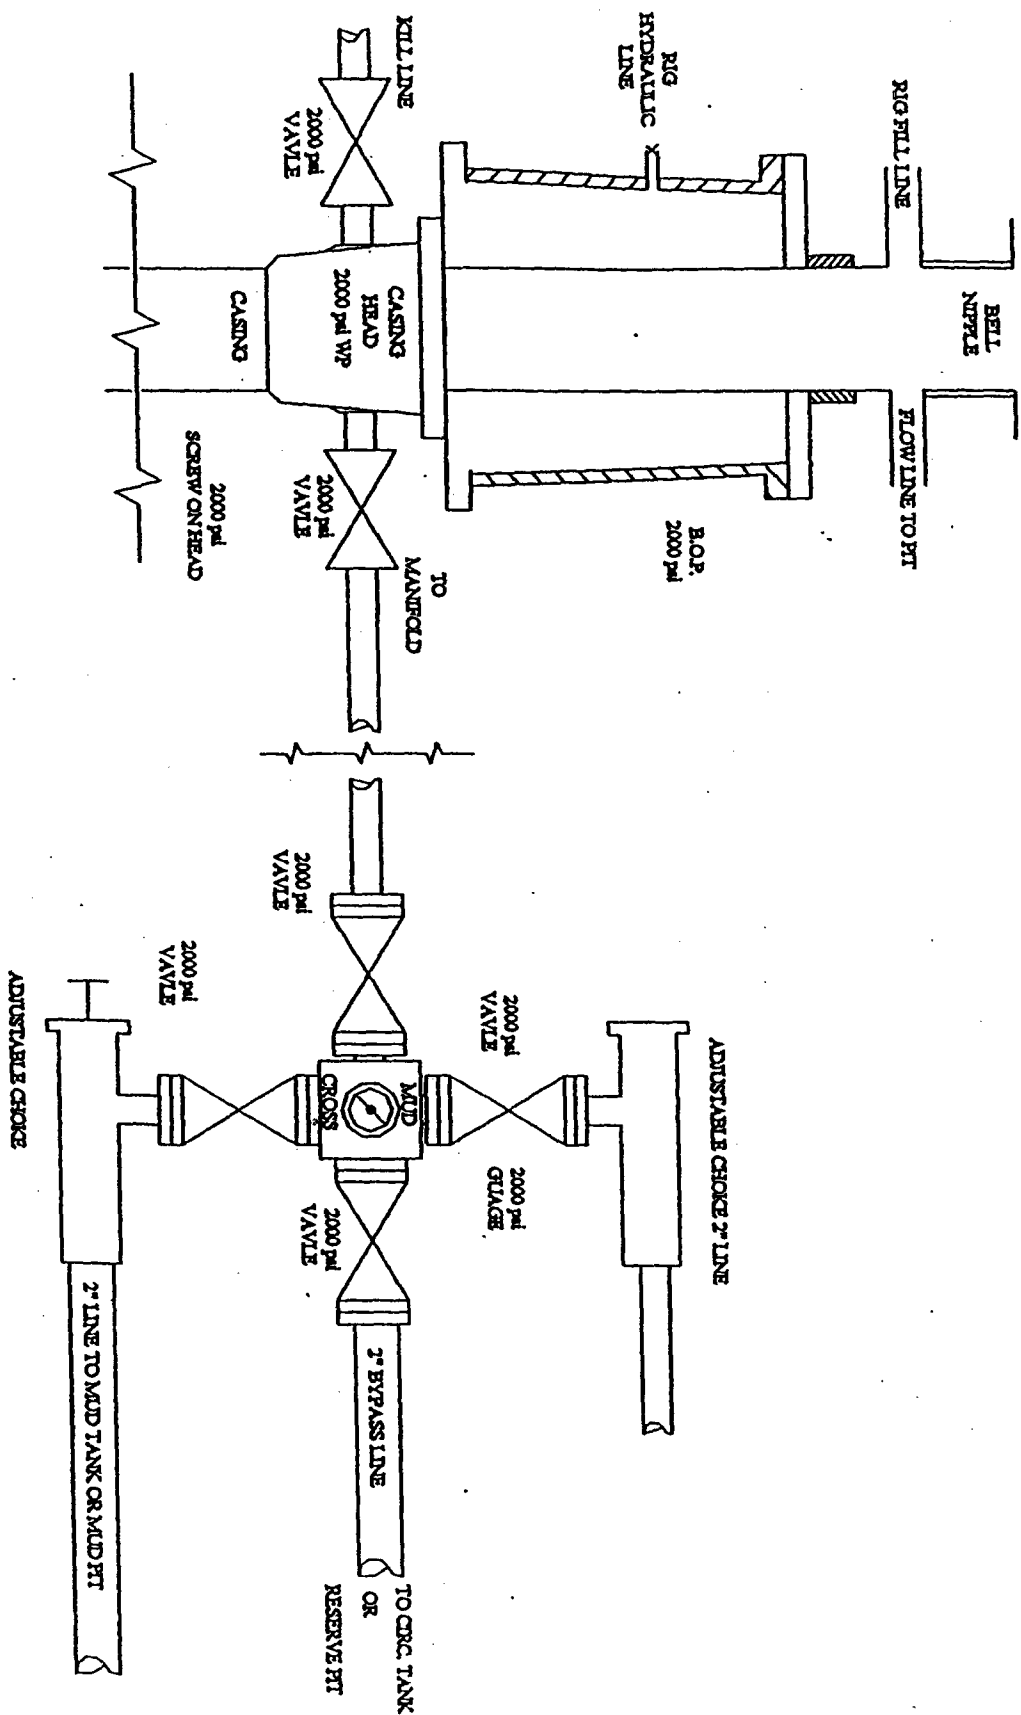 BELL
NIPPLE
RIG FILL LINE
FLOW LINE TO PIT
RIG
HYDRAULIC
LINE
B.O.P.
2000 psi
KILL LINE
2000 psi
VAVLE
CASING
HEAD
2000 psi WP
2000 psi
VAVLE
TO
MANIFOLD
CASING
2000 psi
SCREW ON HEAD
ADJUSTABLE CHOKE 2" LINE
2000 psi
VAVLE
2000 psi
GUAGE
2000 psi
VAVLE
MUD
CROSS
2000 psi
VAVLE
2" BYPASS LINE
TO CIRC. TANK
OR
RESERVE PIT
2000 psi
VAVLE
ADJUSTABLE CHOKE
2" LINE TO MUD TANK OR MUD PIT